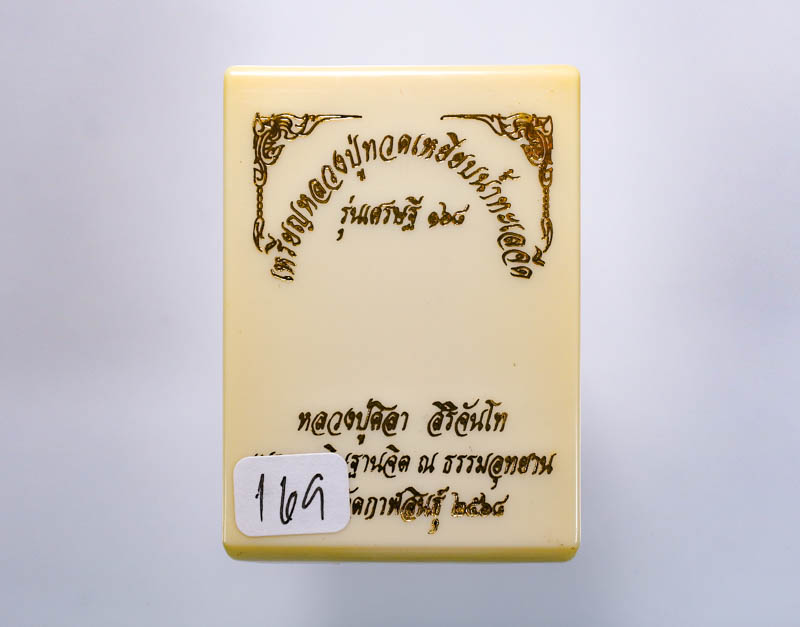 เหรียญหลวงปู่ทวดเหยียบน้ำทะเลจืด
รุ่นเศรษฐี ๑๖๘
หลวงปู่ศิลา สิริจันโท
ฐานจิต ณ ธรรมอุทยาน
กาฬสินธุ์ ๒๕๖๘
169